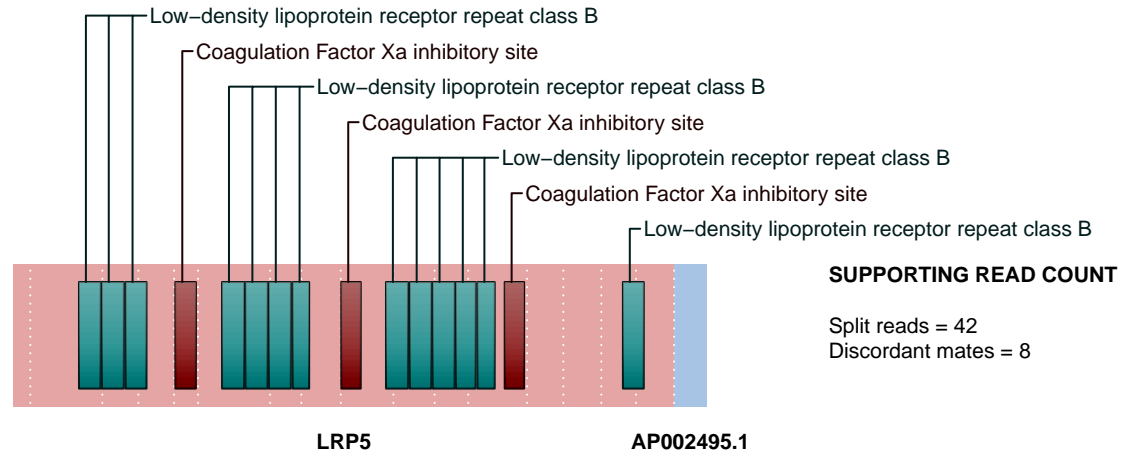 Low−density lipoprotein receptor repeat class B
Coagulation Factor Xa inhibitory site
Low−density lipoprotein receptor repeat class B
Coagulation Factor Xa inhibitory site
Low−density lipoprotein receptor repeat class B
Coagulation Factor Xa inhibitory site
Low−density lipoprotein receptor repeat class B
SUPPORTING READ COUNT
Split reads = 42
Discordant mates = 8
LRP5
AP002495.1